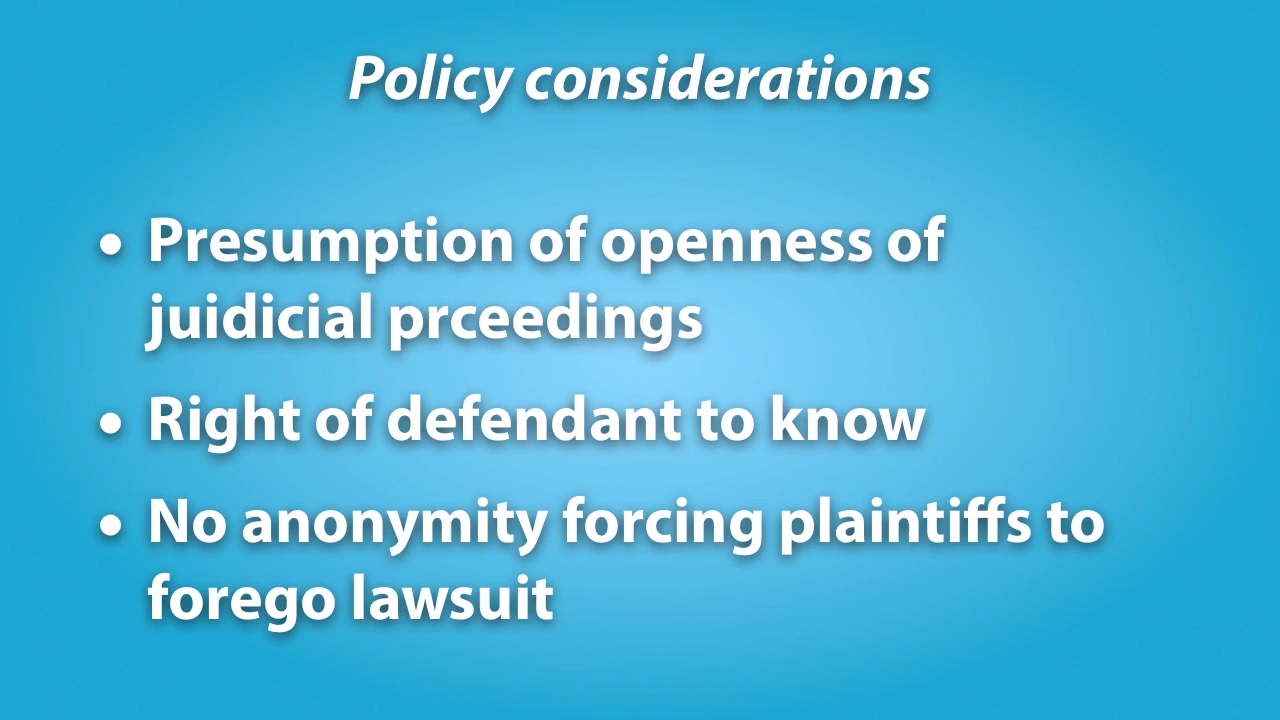 Policy considerations
• Presumption of openness of
juidicial prceedings
• Right of defendant to know
• No anonymity forcing plaintiffs to
forego lawsuit